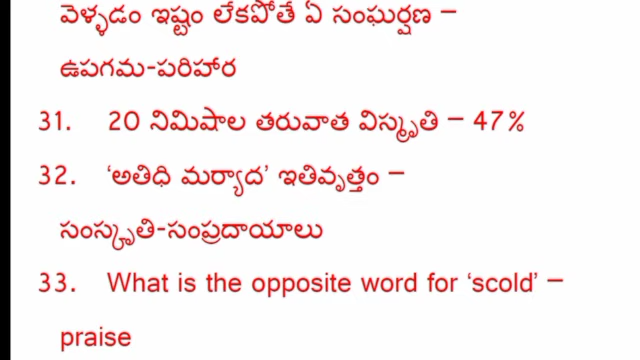 వెళ్ళడం ఇష్టం లేకపోతే ఏ సంఘర్షణ –
ఉపగమ-పరిహార
31. 20 నిమిషాల తరువాత విస్మృతి – 47%
32. ‘అతిధి మర్యాద’ ఇతివృత్తం –
సంస్కృతి-సంప్రదాయాలు
33. What is the opposite word for ‘scold’ –
praise